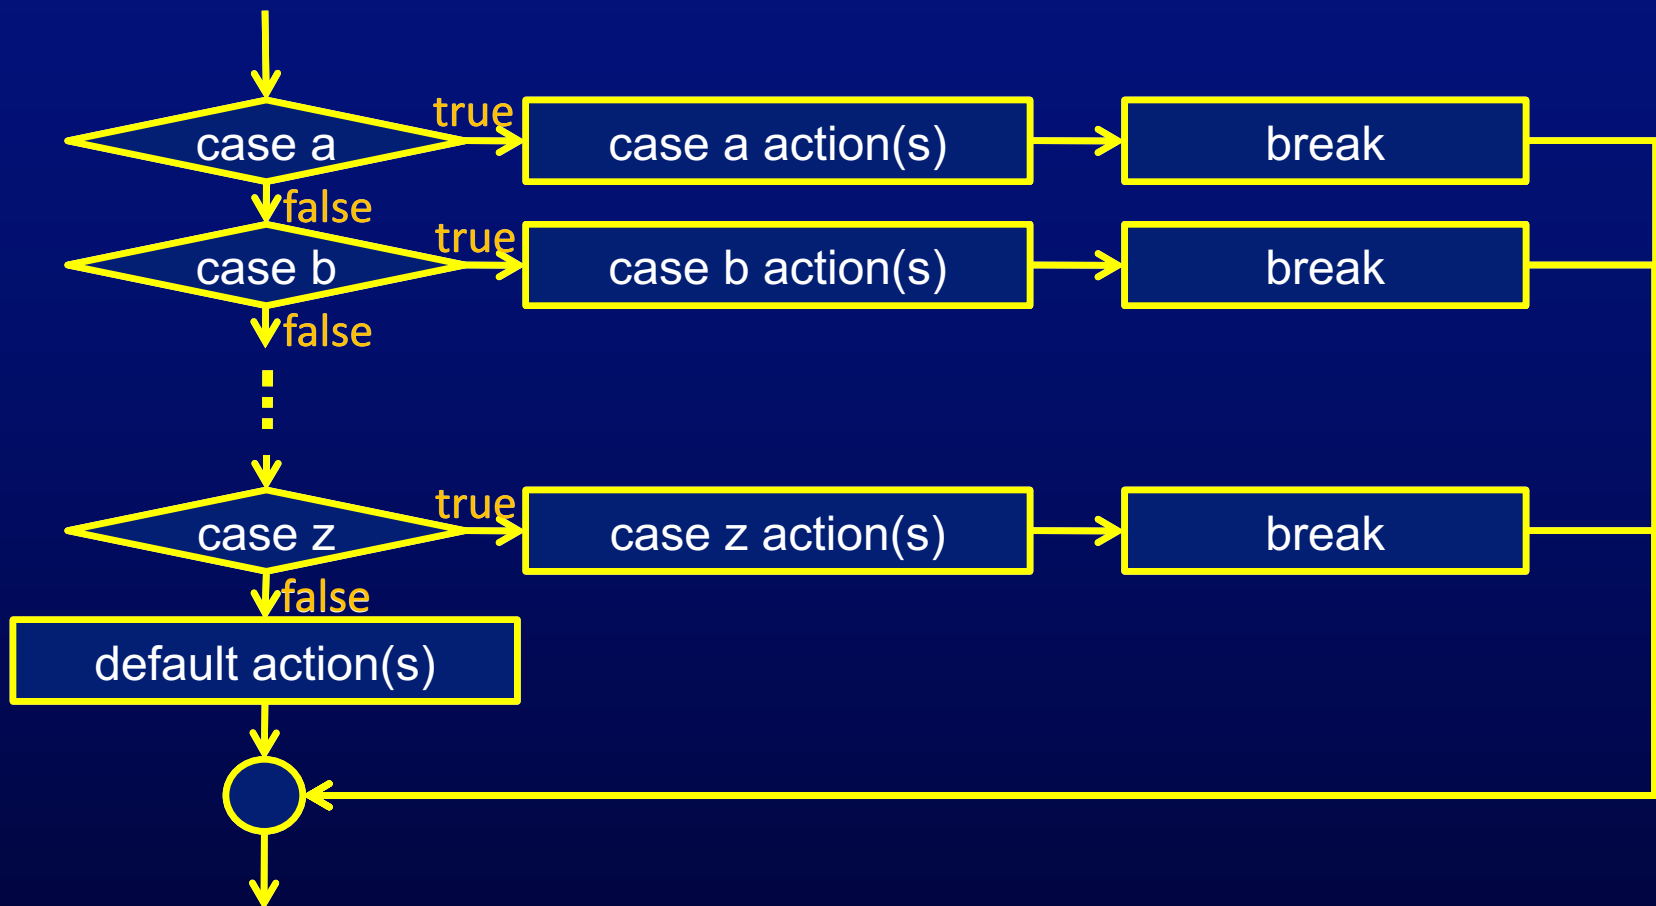 true
case a
case a action(s)
break
false
true
case b
case b action(s)
break
false
true
case z
case z action(s)
break
false
default action(s)